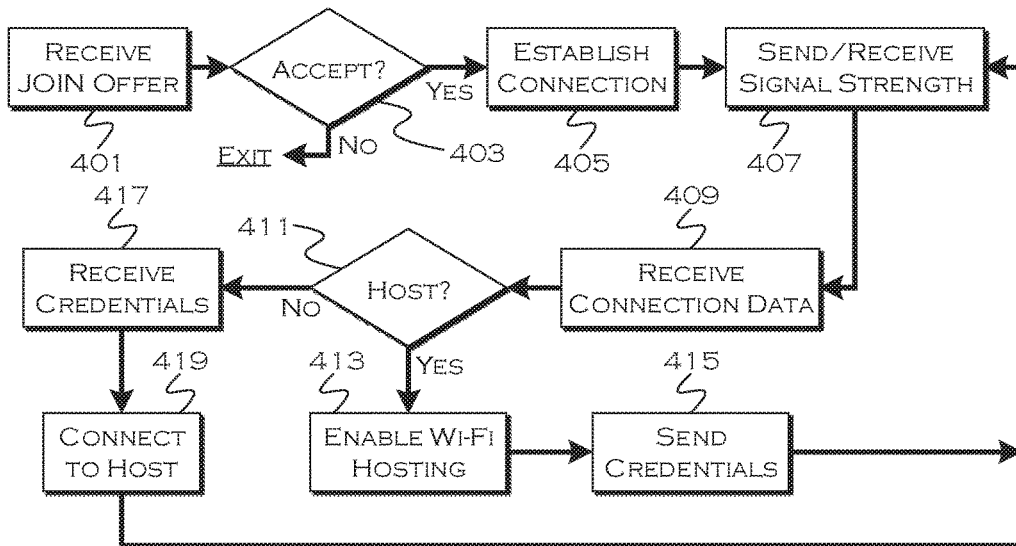 RECEIVE
JOIN OFFER
401
ACCEPT?
YES
NO
EXIT
403
ESTABLISH
CONNECTION
405
SEND/RECEIVE
SIGNAL STRENGTH
407
409
RECEIVE
CONNECTION DATA
411
HOST?
NO
YES
417
RECEIVE
CREDENTIALS
419
CONNECT
TO HOST
413
ENABLE WI-FI
HOSTING
415
SEND
CREDENTIALS